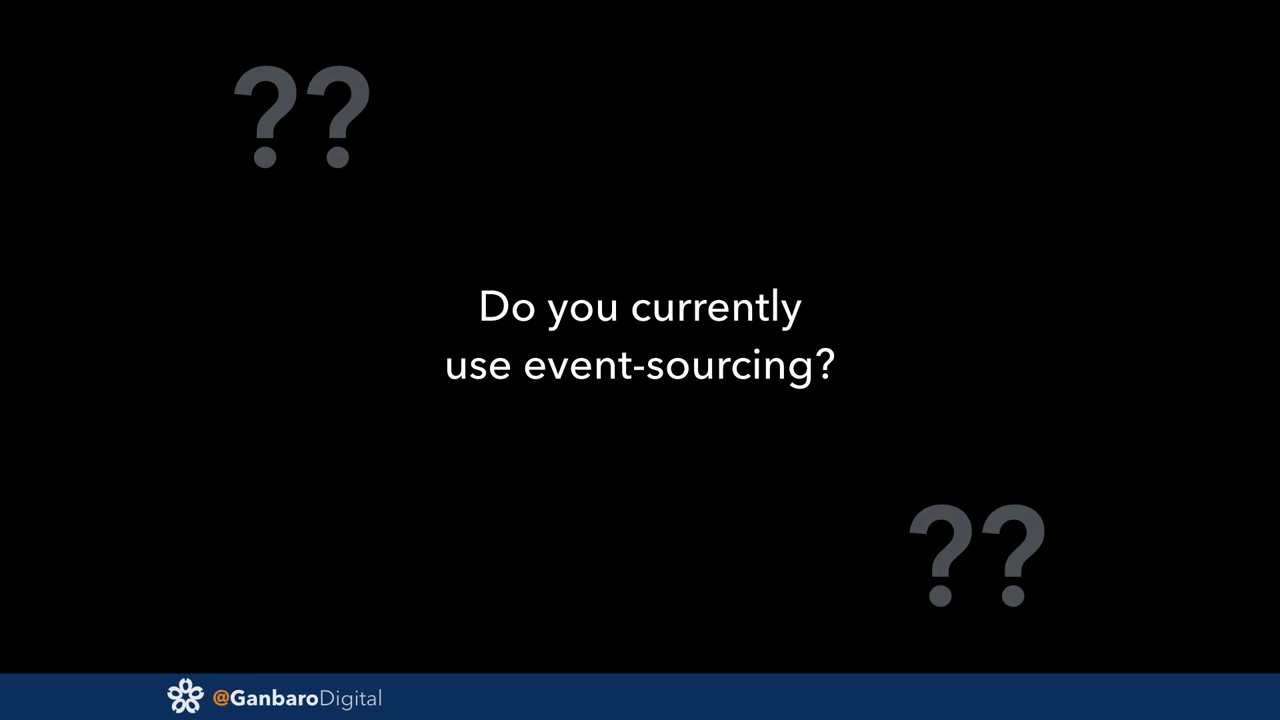 ??
Do you currently
use event-sourcing?
??
@GanbaroDigital